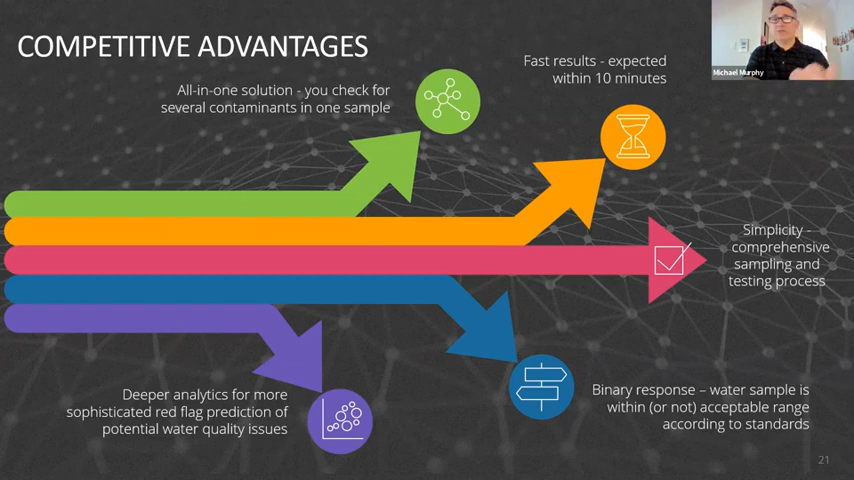 COMPETITIVE ADVANTAGES
All-in-one solution - you check for
several contaminants in one sample
Fast results - expected
within 10 minutes
Michael Murphy
Simplicity -
comprehensive
sampling and
testing process
Deeper analytics for more
sophisticated red flag prediction of
potential water quality issues
Binary response – water sample is
within (or not) acceptable range
according to standards
21